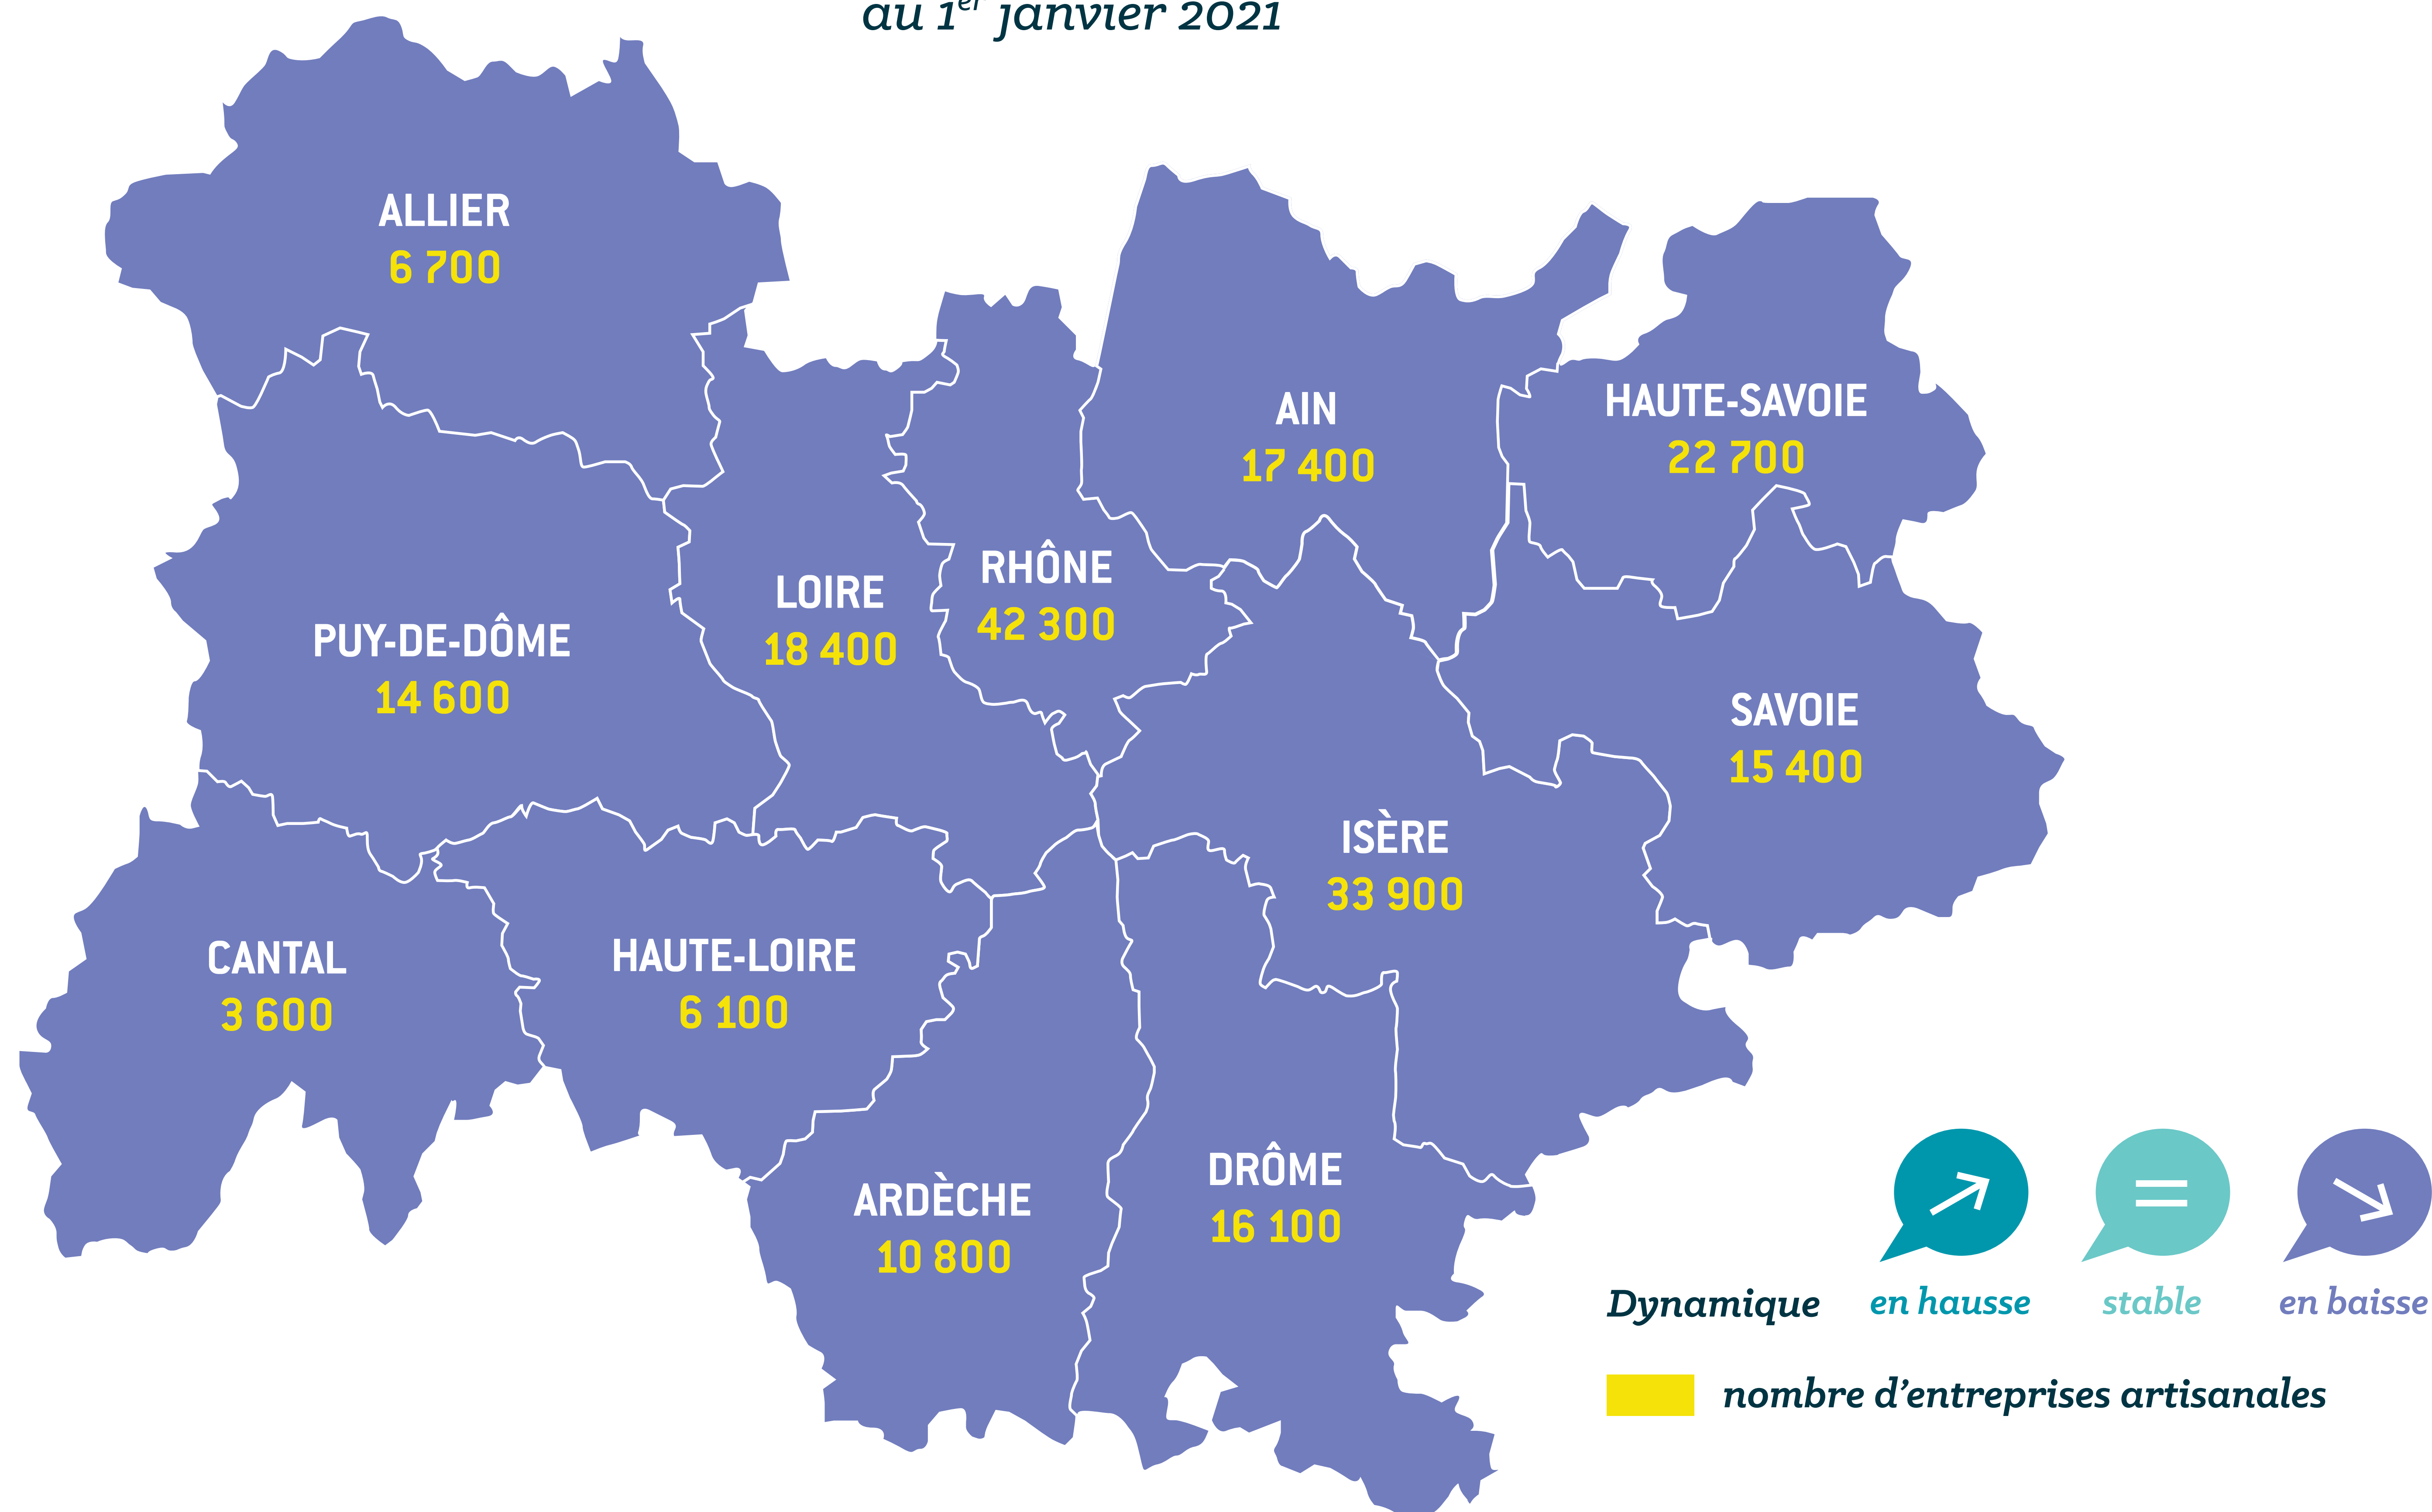 au 1er janvier 2021
ALLIER
6 700
AIN
17 400
HAUTE-SAVOIE
22 700
RHÔNE
42 300
LOIRE
18 400
PUY-DE-DÔME
14 600
SAVOIE
15 400
ISÈRE
33 900
CANTAL
3 600
HAUTE-LOIRE
6 100
ARDÈCHE
10 800
DRÔME
16 100
Dynamique en hausse stable en baisse
nombre d’entreprises artisanales